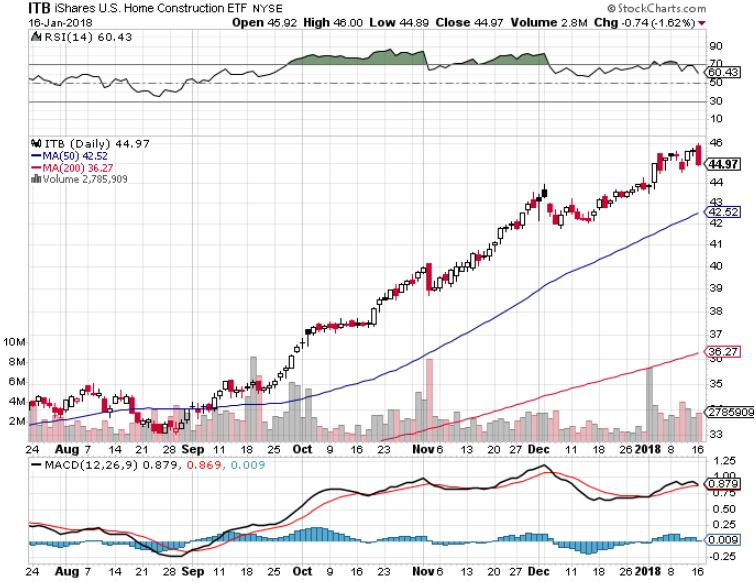 ITB iShares U.S. Home Construction ETF NYSE © StockCharts.com
16-Jan-2018 Open 45.92 High 46.00 Low 44.89 Close 44.97 Volume 2.8M Chg -0.74 (-1.62%)
RSI(14) 60.43
90
70
60.43
50
30
10
ITB (Daily) 44.97
MA(50) 42.52
MA(200) 36.27
Volume 2,785,909
46
44.97
44
43
42.52
42
41
40
39
38
37
36.27
36
35
2785909
33
10M
8M
6M
4M
2M
24 Aug 7 14 21 28 Sep 11 18 25 Oct 9 16 23 Nov 6 13 20 27 Dec 11 18 26 2018 8 16
MACD(12,26,9) 0.879, 0.869, 0.009
1.25
1.00
0.879
0.75
0.50
0.25
0.009
-0.25
24 Aug 7 14 21 28 Sep 11 18 25 Oct 9 16 23 Nov 6 13 20 27 Dec 11 18 26 2018 8 16